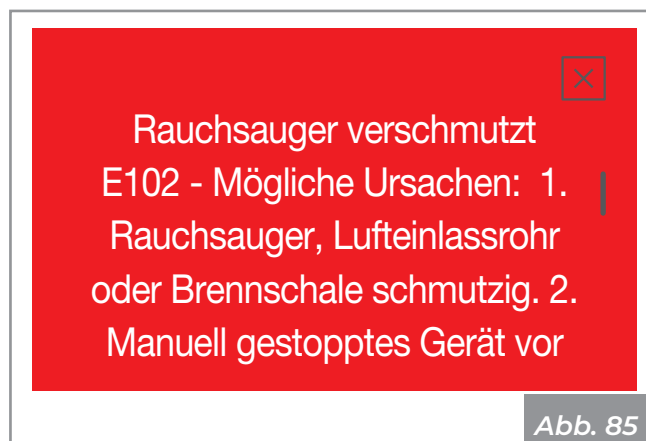 Rauchsauger verschmutzt
E102 - Mögliche Ursachen: 1.
Rauchsauger, Lufteinlassrohr
oder Brennschale schmutzig. 2.
Manuell gestopptes Gerät vor
Abb. 85